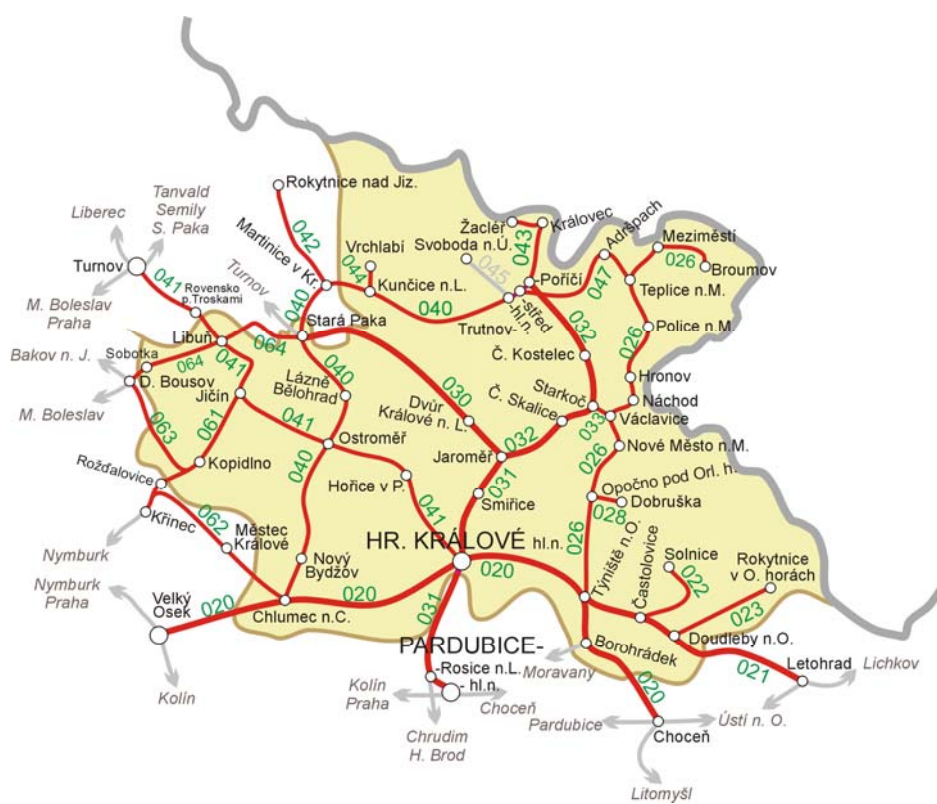 Rokytnice nad Jiz.
Žacléř
Královec
Svoboda n.Ú.
Adršpach
Meziměstí
026
Broumov
Tanvald
Semily
S. Paka
Liberec
Turnov
041
M. Boleslav
Praha
042
Martinice v Kr.
Vrchlabí
044
Kunčice n.L.
040
043
045
Poříčí
-střed
-hl.n.
Trutnov-
047
Teplice n.M.
Rovensko
p.Troskami
Turnov
040
Stará Paka
Libuň
064
032
026
Police n.M.
Bakov n. J.
Sobotka
064
D. Bousov
041
Jičín
Lázně
Bělohrad
040
030
Č. Kostelec
Hronov
Náchod
M. Boleslav
063
061
041
Dvůr
Králové n. L.
Č. Skalice
Starkoč
032
033
Václavice
Ostroměř
Jaroměř
026
Nové Město n.M.
Kopidlno
Rožďalovice
040
Hořice v P.
041
031
Smiřice
Opočno pod Orl. h.
028
Dobruška
Křinec
062
Městec
Králové
Nymburk
HR. KRÁLOVÉ hl.n.
020
026
Týniště n.O.
Častolovice
Solnice
022
Rokytnice
v O. horách
023
Nový
Bydžov
Nymburk
Praha
Velký
Osek
020
Chlumec n.C.
020
031
PARDUBICE-
-Rosice n.L.
- hl.n.
Kolín
Kolín
Praha
Choceň
Chrudim
H. Brod
Moravany
Borohrádek
Doudleby n.O.
021
Letohrad
Lichkov
020
Pardubice
Ústí n. O.
Choceň
Litomyšl